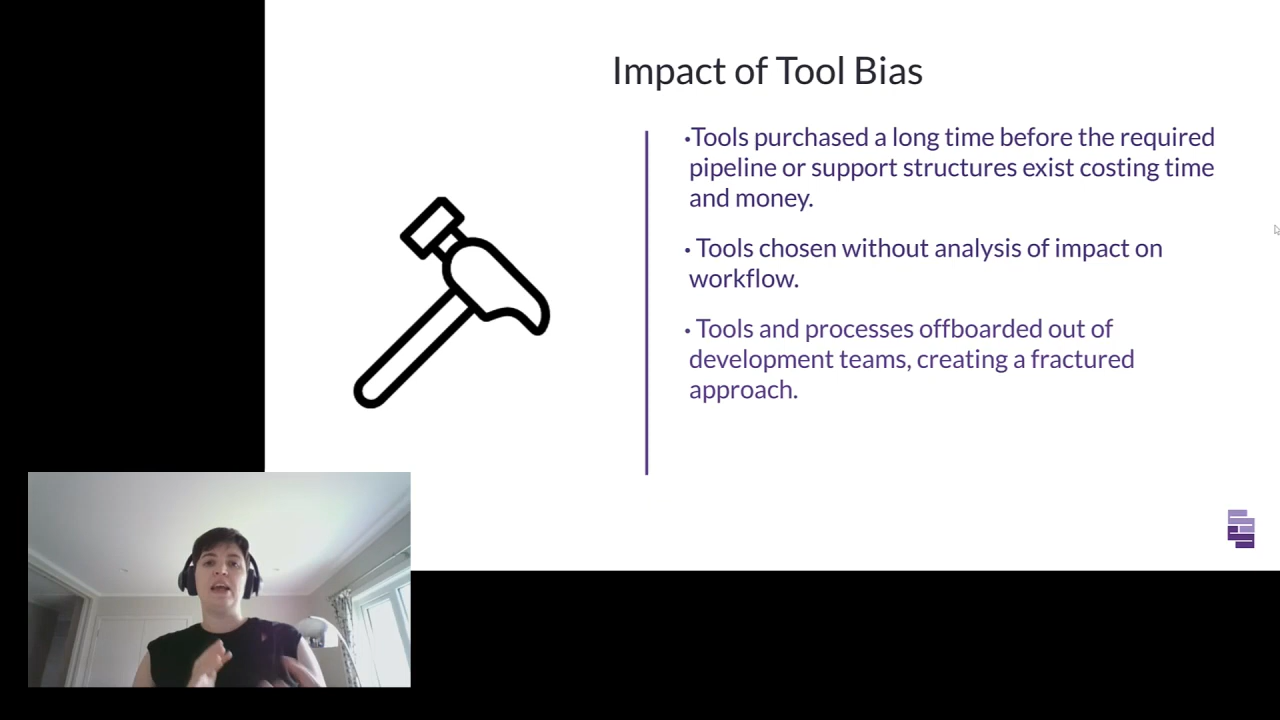 Impact of Tool Bias
•Tools purchased a long time before the required
pipeline or support structures exist costing time
and money.
• Tools chosen without analysis of impact on
workflow.
• Tools and processes offboarded out of
development teams, creating a fractured
approach.